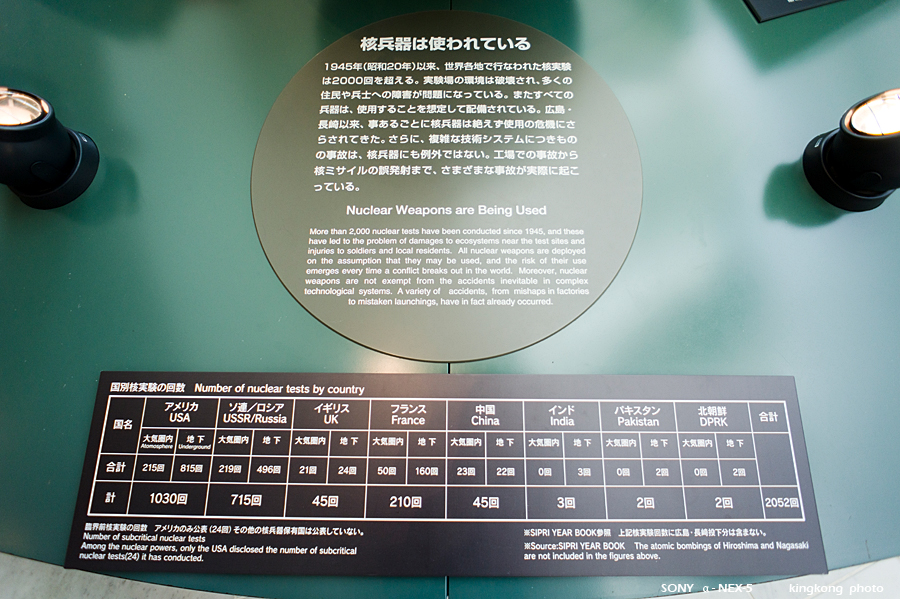 核兵器は使われている
1945年(昭和20年)以来、世界各地で行なわれた核実験
は2000回を超える。実験場の環境は破壊され、多くの
住民や兵士への障害が問題になっている。またすべての
兵器は、使用することを想定して配備されている。広島・
長崎以来、事あるごとに核兵器は絶えず使用の危機にさ
らされてきた。さらに、複雑な技術システムにつきもの
の事故は、核兵器にも例外ではない。工場での事故から
核ミサイルの誤発射まで、さまざまな事故が実際に起こ
っている。
Nuclear Weapons are Being Used
More than 2,000 nuclear tests have been conducted since 1945, and these
have led to the problem of damages to ecosystems near the test sites and
injuries to soldiers and local residents. All nuclear weapons are deployed
on the assumption that they may be used, and the risk of their use
emerges every time a conflict breaks out in the world. Moreover, nuclear
weapons are not exempt from the accidents inevitable in complex
technological systems. A variety of accidents, from mishaps in factories
to mistaken launchings, have in fact already occurred.
国別核実験の回数 Number of nuclear tests by country
国名 アメリカ ソ連/ロシア イギリス フランス 中国 インド パキスタン 北朝鮮 合計
USA USSR/Russia UK France China India Pakistan DPRK
大気圏内 地下 大気圏内 地下 大気圏内 地下 大気圏内 地下 大気圏内 地下 大気圏内 地下 大気圏内 地下 大気圏内 地下
Atomosphere Underground
合計 215回 815回 219回 496回 21回 24回 50回 160回 23回 22回 0回 3回 0回 2回 0回 2回
計 1030回 715回 45回 210回 45回 3回 2回 2回 2052回
臨界前核実験の回数 アメリカのみ公表(24回)その他の核兵器保有国は公表していない。
Number of subcritical nuclear tests
Among the nuclear powers, only the USA disclosed the number of subcritical
nuclear tests(24) it has conducted.
※SIPRI YEAR BOOK参照 上記核実験回数に広島・長崎投下分は含まない。
※Source:SIPRI YEAR BOOK The atomic bombings of Hiroshima and Nagasaki
are not included in the figures above.
SONY α-NEX-5 kingkong photo